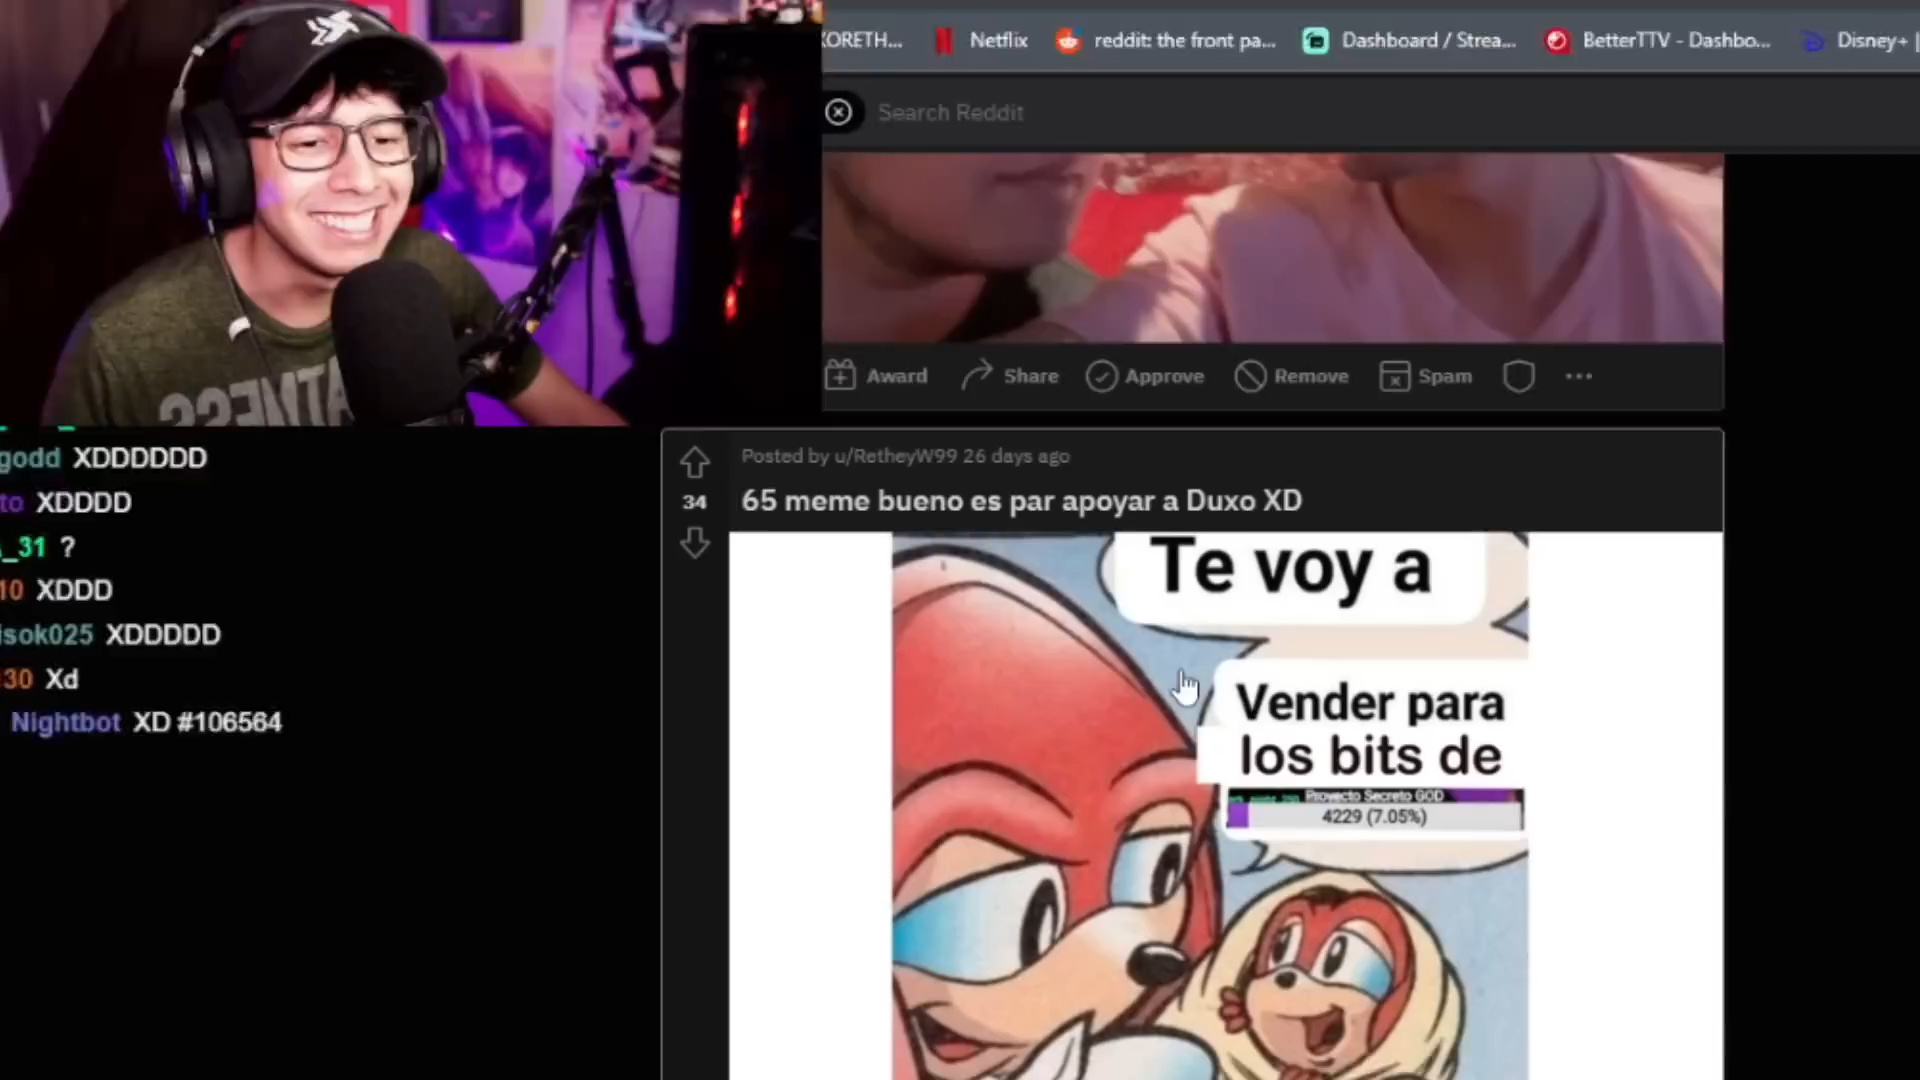 KORETH...
Netflix
reddit: the front pa...
Dashboard / Strea...
BetterTTV - Dashbo...
Disney+ |
Search Reddit
Award
Share
Approve
Remove
Spam
godd XDDDDDD
to XDDDD
_31 ?
10 XDDD
isok025 XDDDDD
30 Xd
Nightbot XD #106564
Posted by u/RetheyW99 26 days ago
34
65 meme bueno es par apoyar a Duxo XD
Te voy a
Vender para
los bits de
Proyecto Secreto GOD
4229 (7.05%)